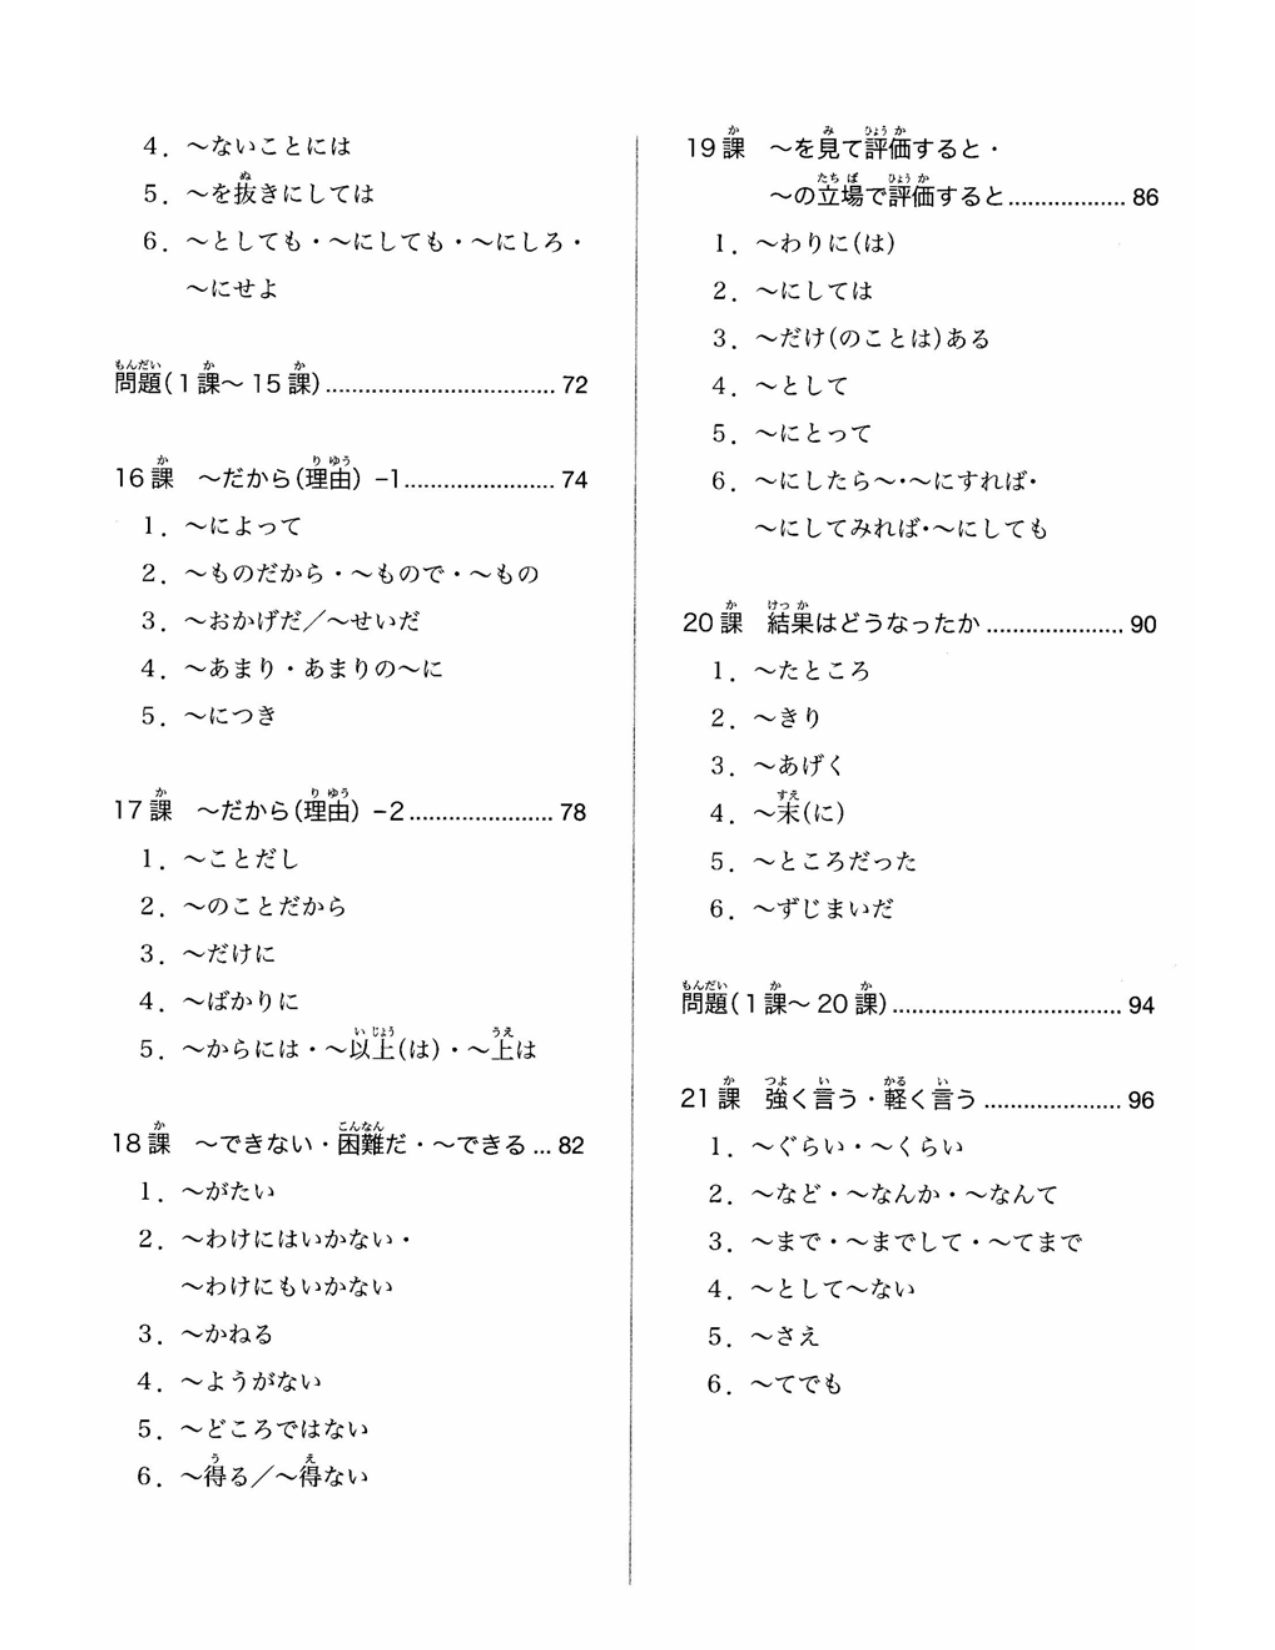 4．～ないことには
5．～を抜きにしては
6．～としても・～にしても・～にしろ・
～にせよ
問題(1課～15課)................................... 72
16課　～だから(理由) −1....................... 74
1．～によって
2．～ものだから・～もので・～もの
3．～おかげだ／～せいだ
4．～あまり・あまりの～に
5．～につき
17課　～だから(理由) −2...................... 78
1．～ことだし
2．～のことだから
3．～だけに
4．～ばかりに
5．～からには・～以上(は)・～上は
18課　～できない・困難だ・～できる ... 82
1．～がたい
2．～わけにはいかない・
～わけにもいかない
3．～かねる
4．～ようがない
5．～どころではない
6．～得る／～得ない
19課　～を見て評価すると・
～の立場で評価すると.................. 86
1．～わりに(は)
2．～にしては
3．～だけ(のことは)ある
4．～として
5．～にとって
6．～にしたら～・～にすれば・
～にしてみれば・～にしても
20課　結果はどうなったか ..................... 90
1．～たところ
2．～きり
3．～あげく
4．～末(に)
5．～ところだった
6．～ずじまいだ
問題(1課～20課)................................... 94
21課　強く言う・軽く言う ..................... 96
1．～ぐらい・～くらい
2．～など・～なんか・～なんて
3．～まで・～までして・～てまで
4．～として～ない
5．～さえ
6．～てでも